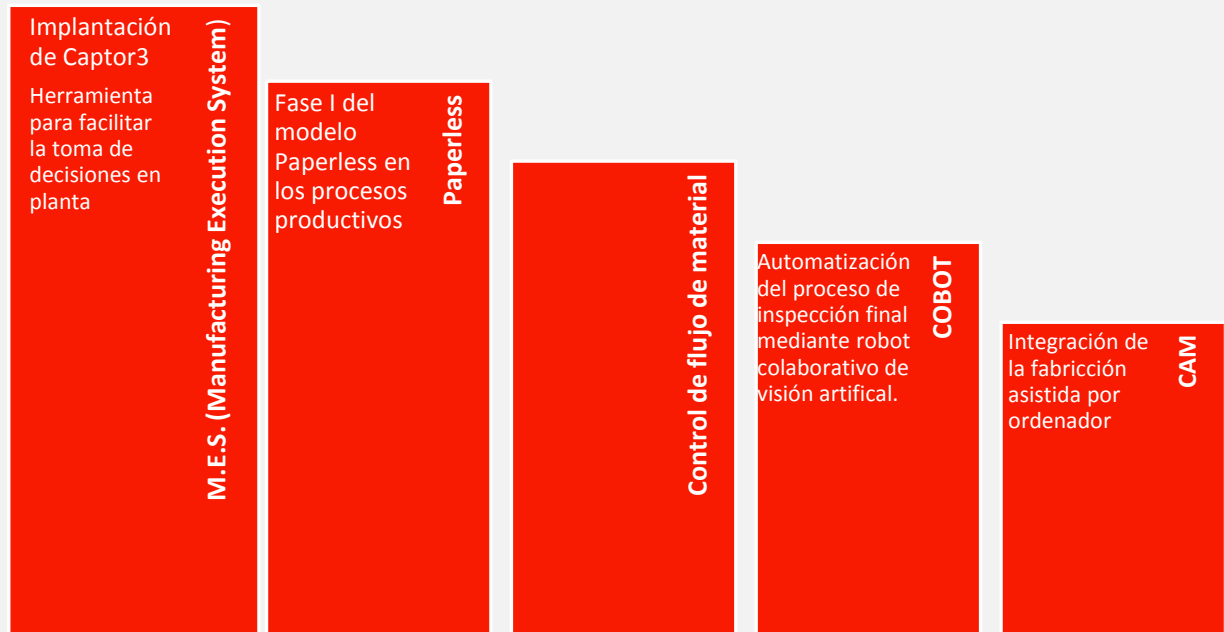 Implantación
de Captor3
Herramienta
para facilitar
la toma de
decisiones en
planta
M.E.S. (Manufacturing Execution System)
Fase I del
modelo
Paperless en
los procesos
productivos
Paperless
Control de flujo de material
Automatización
del proceso de
inspección final
mediante robot
colaborativo de
visión artifical.
COBOT
Integración de
la fabricción
asistida por
ordenador
CAM